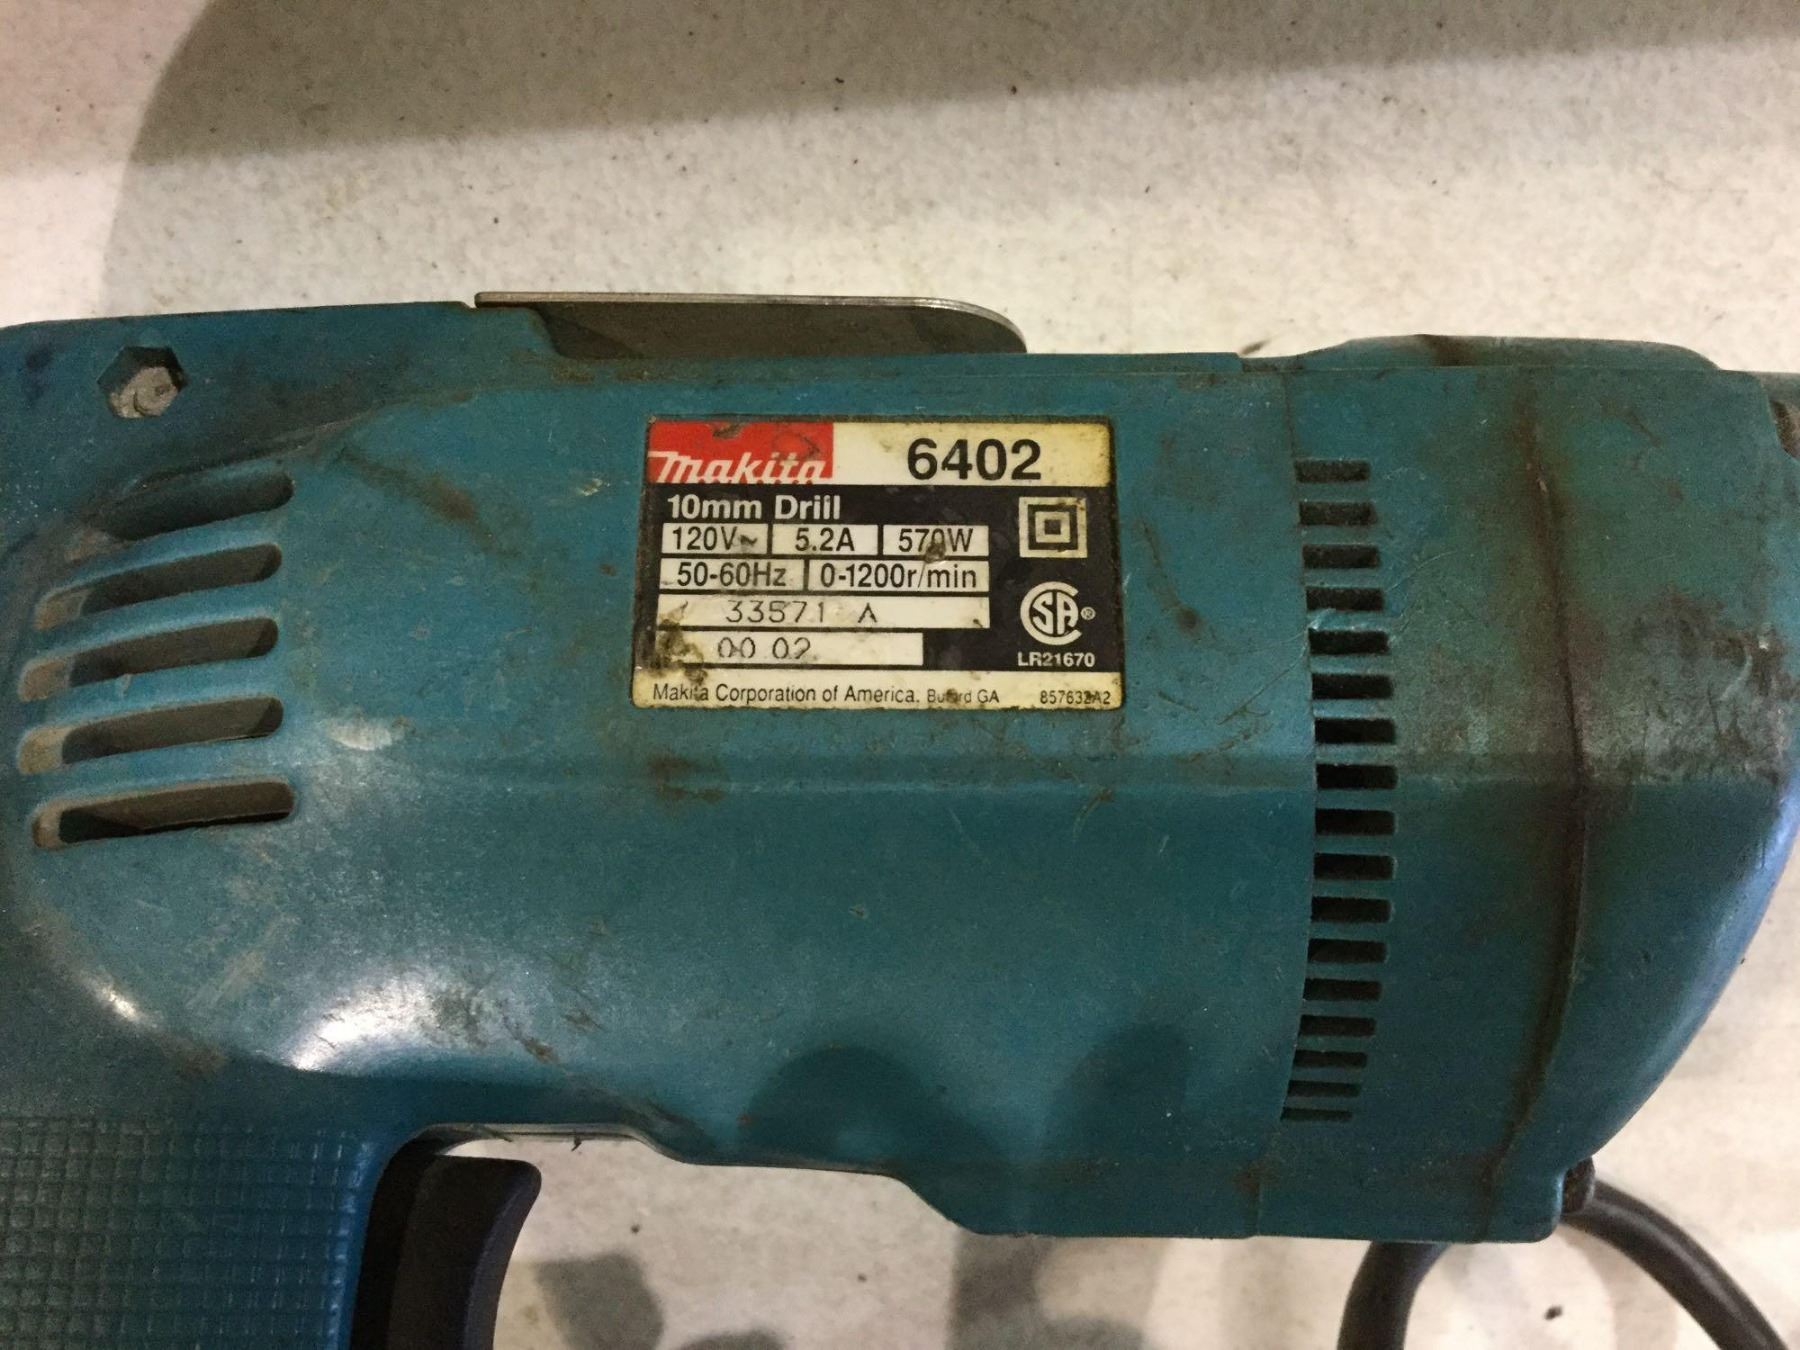 makita 6402
10mm Drill
120V~ 5.2A 570W
50-60Hz 0-1200r/min
33571 A
00 02
SA®
LR21670
Makita Corporation of America. Buford GA 857632A2